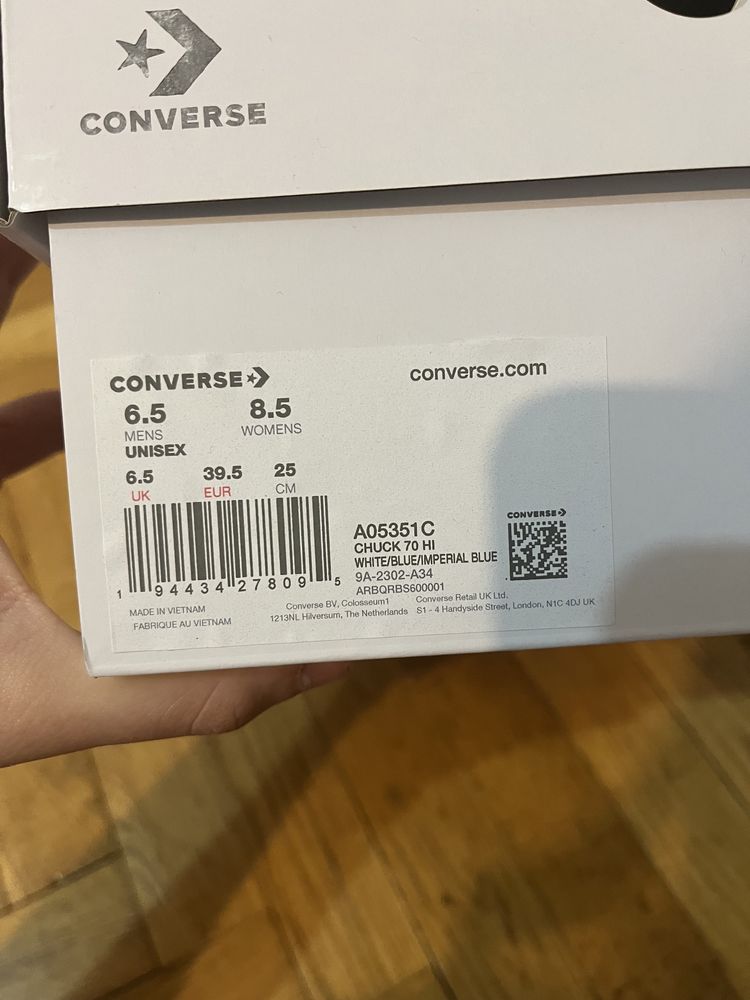 CONVERSE
CONVERSE
converse.com
6.5 8.5
MENS WOMENS
UNISEX
6.5 39.5 25
UK EUR CM
1 94434 27809 5
A05351C
CHUCK 70 HI
WHITE/BLUE/IMPERIAL BLUE
9A-2302-A34
ARBQRBS600001
CONVERSE
MADE IN VIETNAM
FABRIQUE AU VIETNAM
Converse BV, Colosseum1
1213NL Hilversum, The Netherlands
Converse Retail UK Ltd.
S1 - 4 Handyside Street, London, N1C 4DJ UK